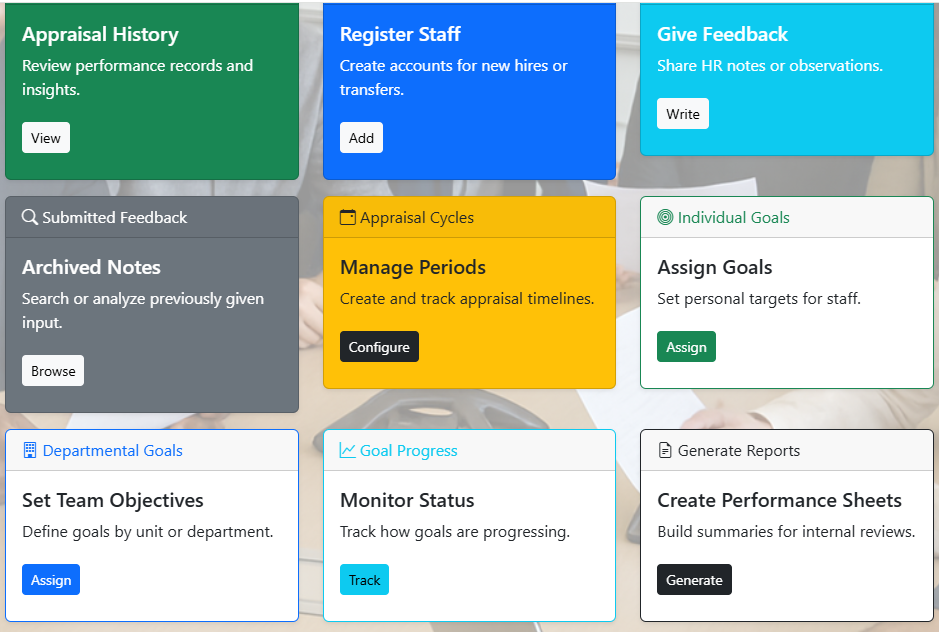 Appraisal History
Review performance records and
insights.
View
Register Staff
Create accounts for new hires or
transfers.
Add
Give Feedback
Share HR notes or observations.
Write
Submitted Feedback
Archived Notes
Search or analyze previously given
input.
Browse
Appraisal Cycles
Manage Periods
Create and track appraisal timelines.
Configure
Individual Goals
Assign Goals
Set personal targets for staff.
Assign
Departmental Goals
Set Team Objectives
Define goals by unit or department.
Assign
Goal Progress
Monitor Status
Track how goals are progressing.
Track
Generate Reports
Create Performance Sheets
Build summaries for internal reviews.
Generate